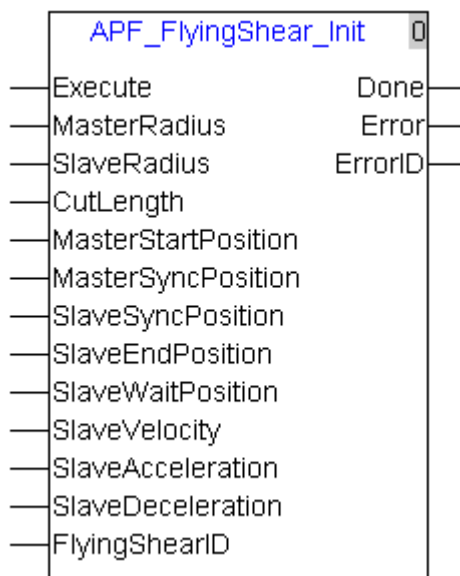 APF_FlyingShear_Init 0
Execute Done
MasterRadius Error
SlaveRadius ErrorID
CutLength
MasterStartPosition
MasterSyncPosition
SlaveSyncPosition
SlaveEndPosition
SlaveWaitPosition
SlaveVelocity
SlaveAcceleration
SlaveDeceleration
FlyingShearID